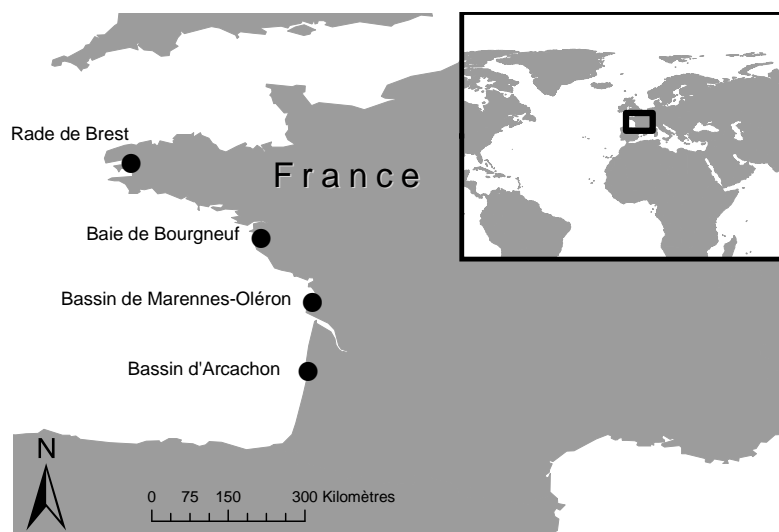 Rade de Brest
France
Baie de Bourgneuf
Bassin de Marennes-Oléron
Bassin d'Arcachon
N
0 75 150 300 Kilomètres